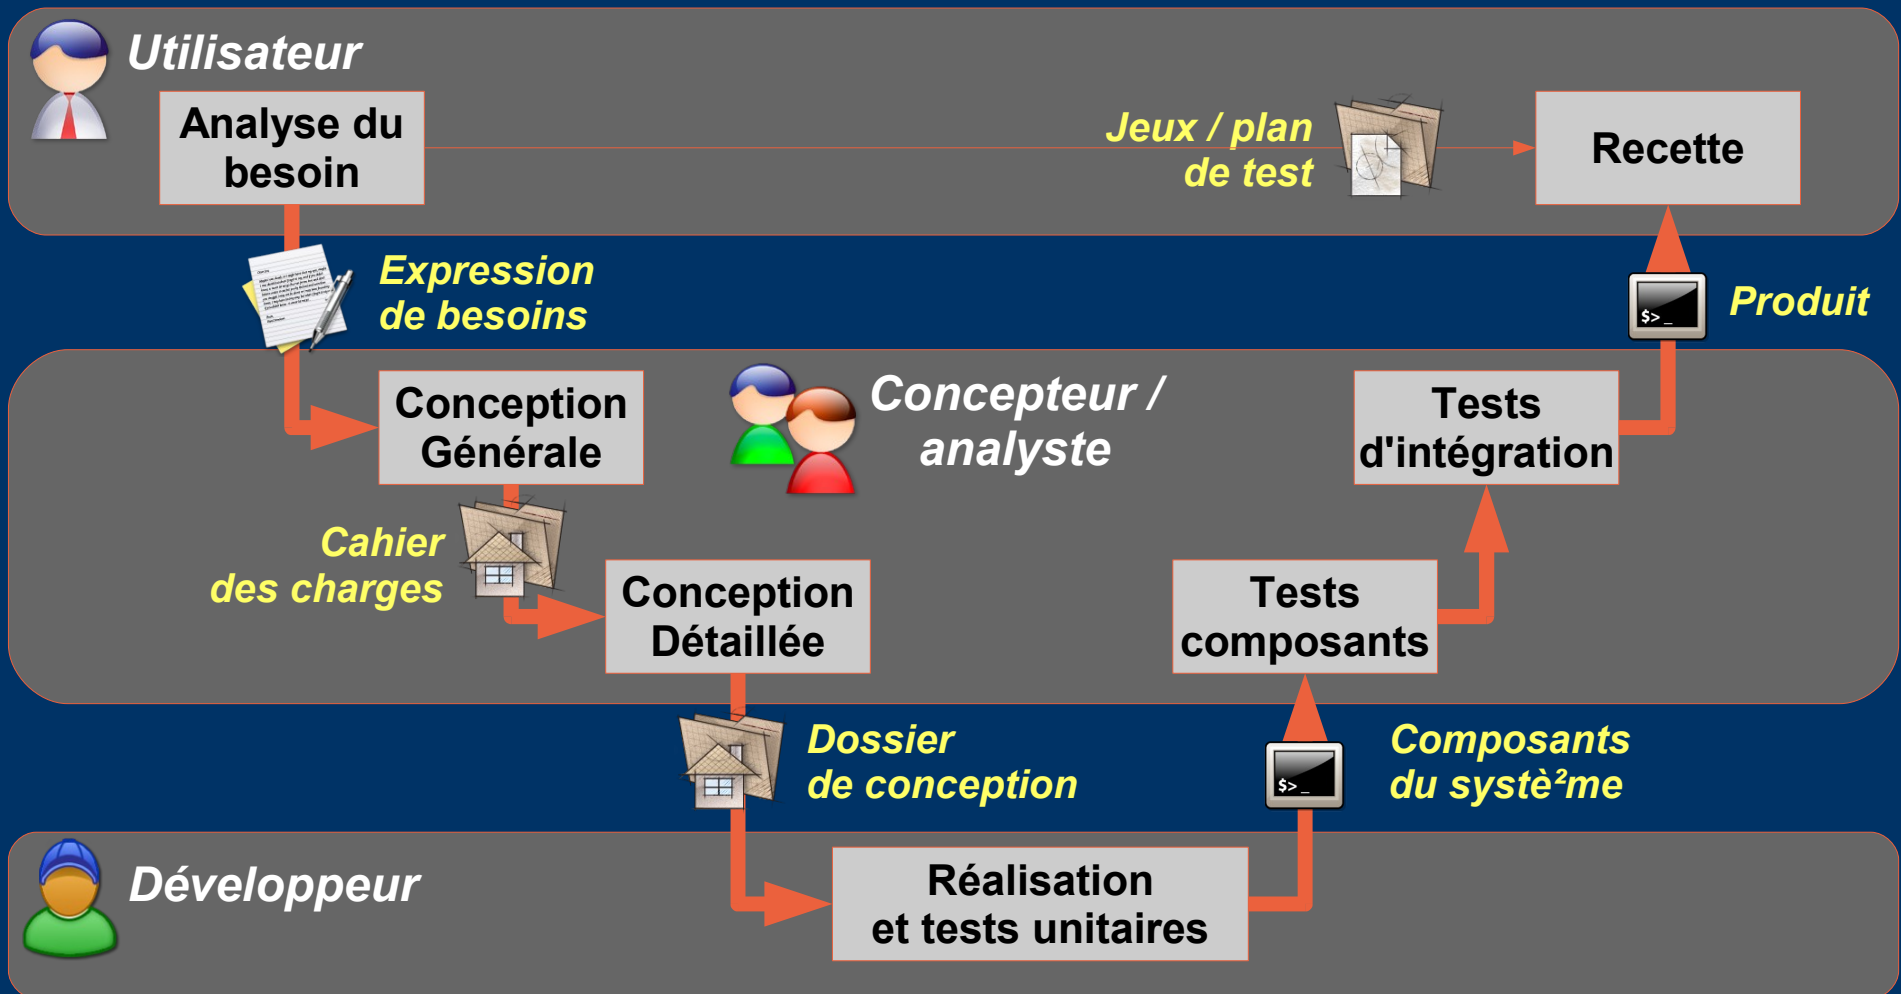 Utilisateur
Analyse du
besoin
Jeux / plan
de test
Recette
Expression
de besoins
$>_
Produit
Conception
Générale
Concepteur /
analyste
Tests
d'intégration
Cahier
des charges
Conception
Détaillée
Tests
composants
Dossier
de conception
$>_
Composants
du systè²me
Développeur
Réalisation
et tests unitaires